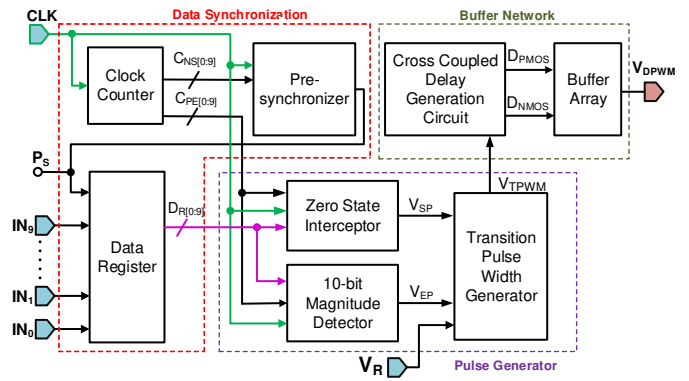 Data Synchronization
Buffer Network
CLK
Clock
Counter
C_NS[0:9]
C_PE[0:9]
Pre-
synchronizer
Cross Coupled
Delay
Generation
Circuit
D_PMOS
D_NMOS
Buffer
Array
V_DPWM
P_S
IN_9
IN_1
IN_0
Data
Register
D_R[0:9]
Zero State
Interceptor
V_SP
10-bit
Magnitude
Detector
V_EP
V_TPWM
Transition
Pulse
Width
Generator
V_R
Pulse Generator